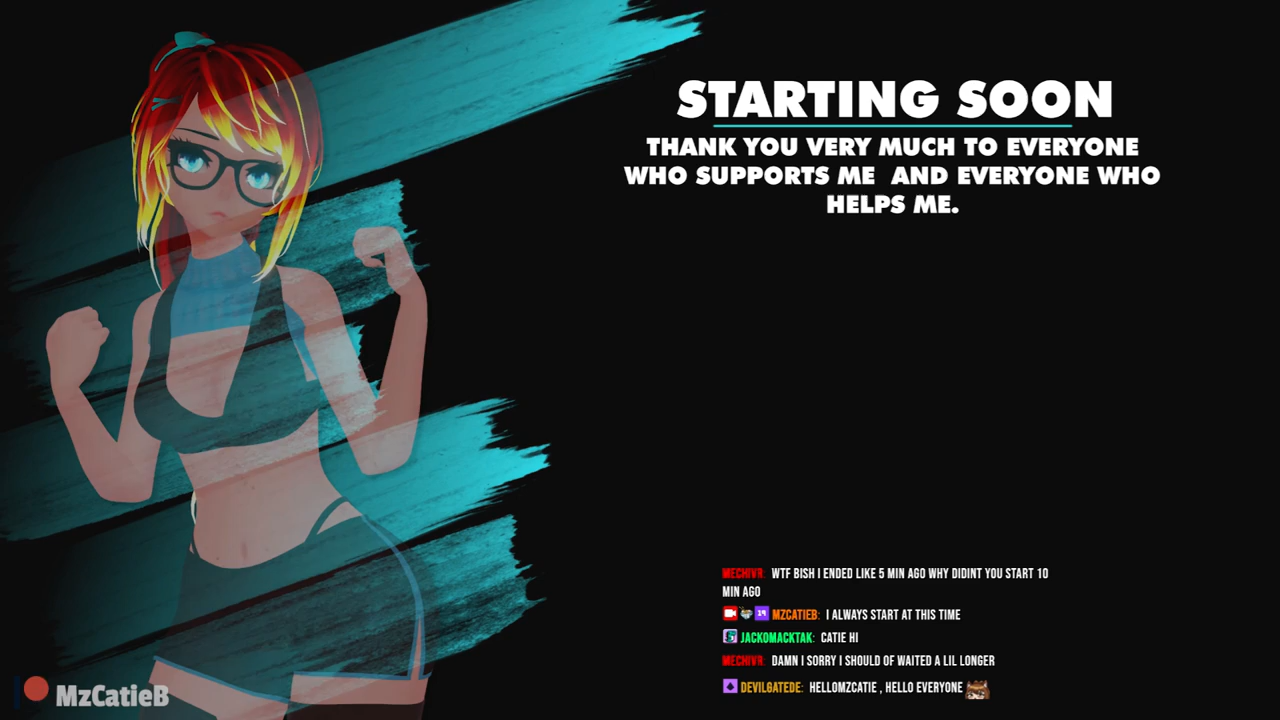 STARTING SOON
THANK YOU VERY MUCH TO EVERYONE
WHO SUPPORTS ME AND EVERYONE WHO
HELPS ME.
MECHIVR: WTF BISH I ENDED LIKE 5 MIN AGO WHY DIDINT YOU START 10
MIN AGO
19 MZCATIEB: I ALWAYS START AT THIS TIME
JACKOMACKTAK: CATIE HI
MECHIVR: DAMN I SORRY I SHOULD OF WAITED A LIL LONGER
DEVILGATEDE: HELLOMZCATIE , HELLO EVERYONE
MzCatieB